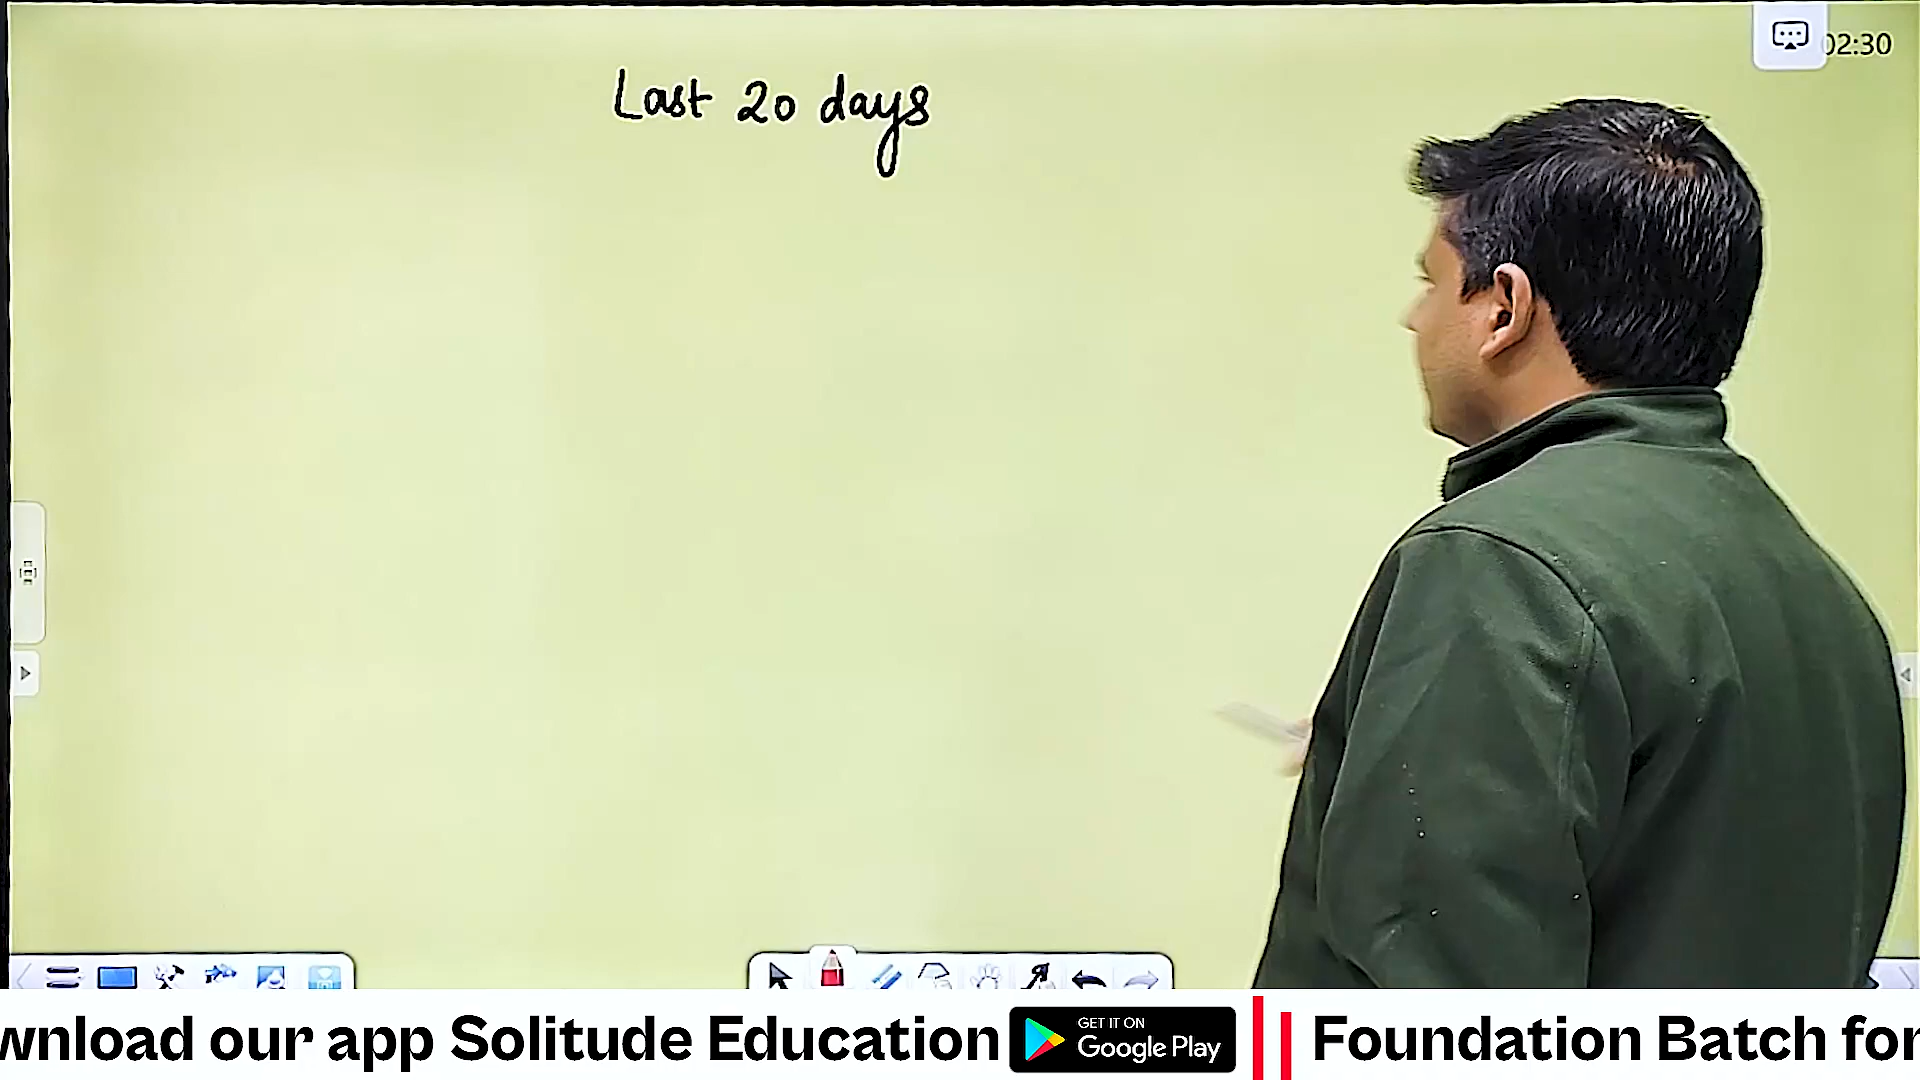 02:30
Last 20 days
wnload our app Solitude Education
GET IT ON
Google Play
Foundation Batch for